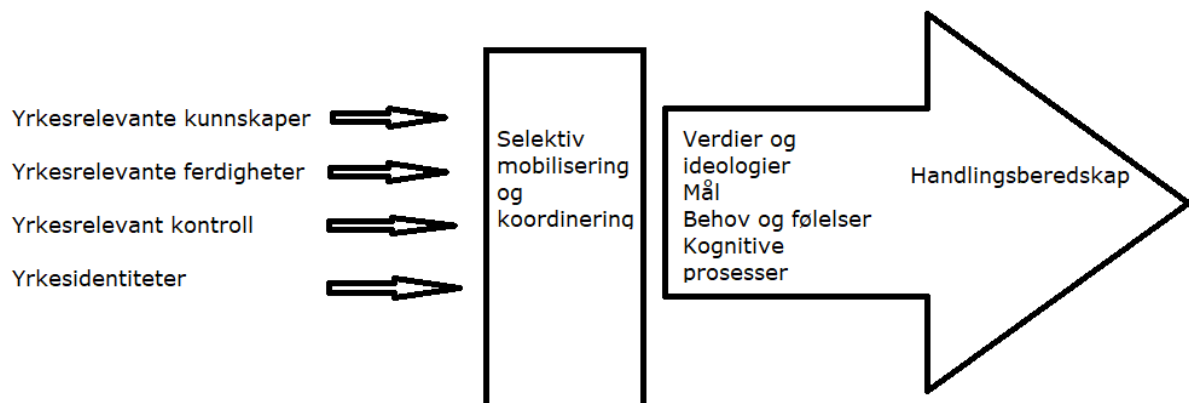 Yrkesrelevante kunnskaper
Yrkesrelevante ferdigheter
Yrkesrelevant kontroll
Yrkesidentiteter
Selektiv
mobilisering
og
koordinering
Verdier og
ideologier
Mål
Behov og følelser
Kognitive
prosesser
Handlingsberedskap